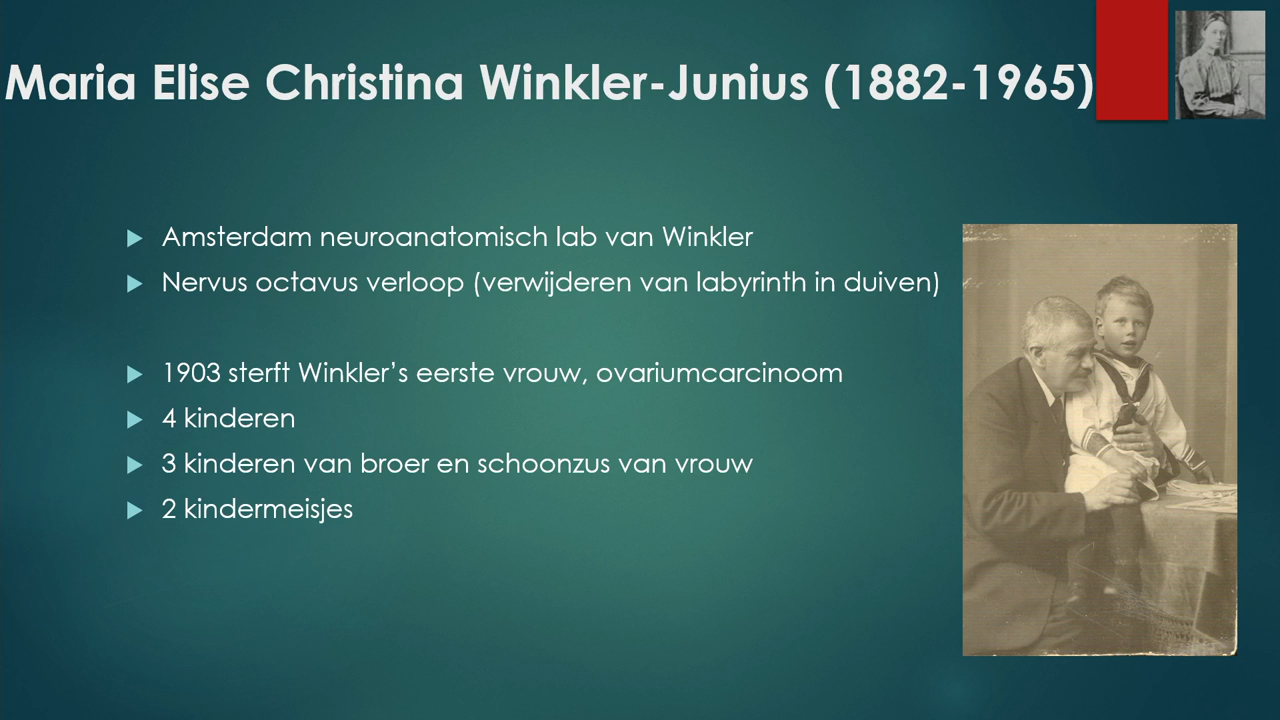 Maria Elise Christina Winkler-Junius (1882-1965)
Amsterdam neuroanatomisch lab van Winkler
Nervus octavus verloop (verwijderen van labyrinth in duiven)
1903 sterft Winkler’s eerste vrouw, ovariumcarcinoom
4 kinderen
3 kinderen van broer en schoonzus van vrouw
2 kindermeisjes